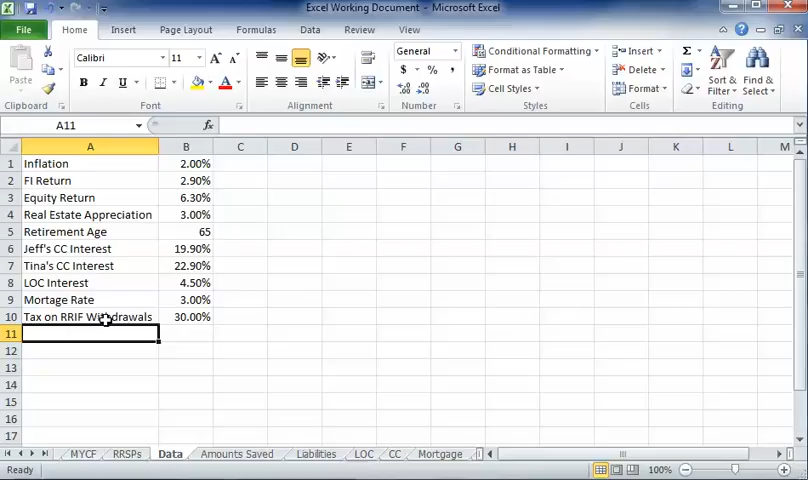 Excel Working Document - Microsoft Excel
File Home Insert Page Layout Formulas Data Review View
Paste
Calibri 11 A A
B I U
General
$ % ,
Conditional Formatting
Format as Table
Cell Styles
Insert
Delete
Format
Σ
Sort & Filter
Find & Select
Clipboard Font Alignment Number Styles Cells Editing
A11 fx
A B C D E F G H I J K L M
1 Inflation 2.00%
2 FI Return 2.90%
3 Equity Return 6.30%
4 Real Estate Appreciation 3.00%
5 Retirement Age 65
6 Jeff's CC Interest 19.90%
7 Tina's CC Interest 22.90%
8 LOC Interest 4.50%
9 Mortage Rate 3.00%
10 Tax on RRIF Withdrawals 30.00%
11
12
13
14
15
16
17
MYCF RRSPs Data Amounts Saved Liabilities LOC CC Mortgage
Ready 100%